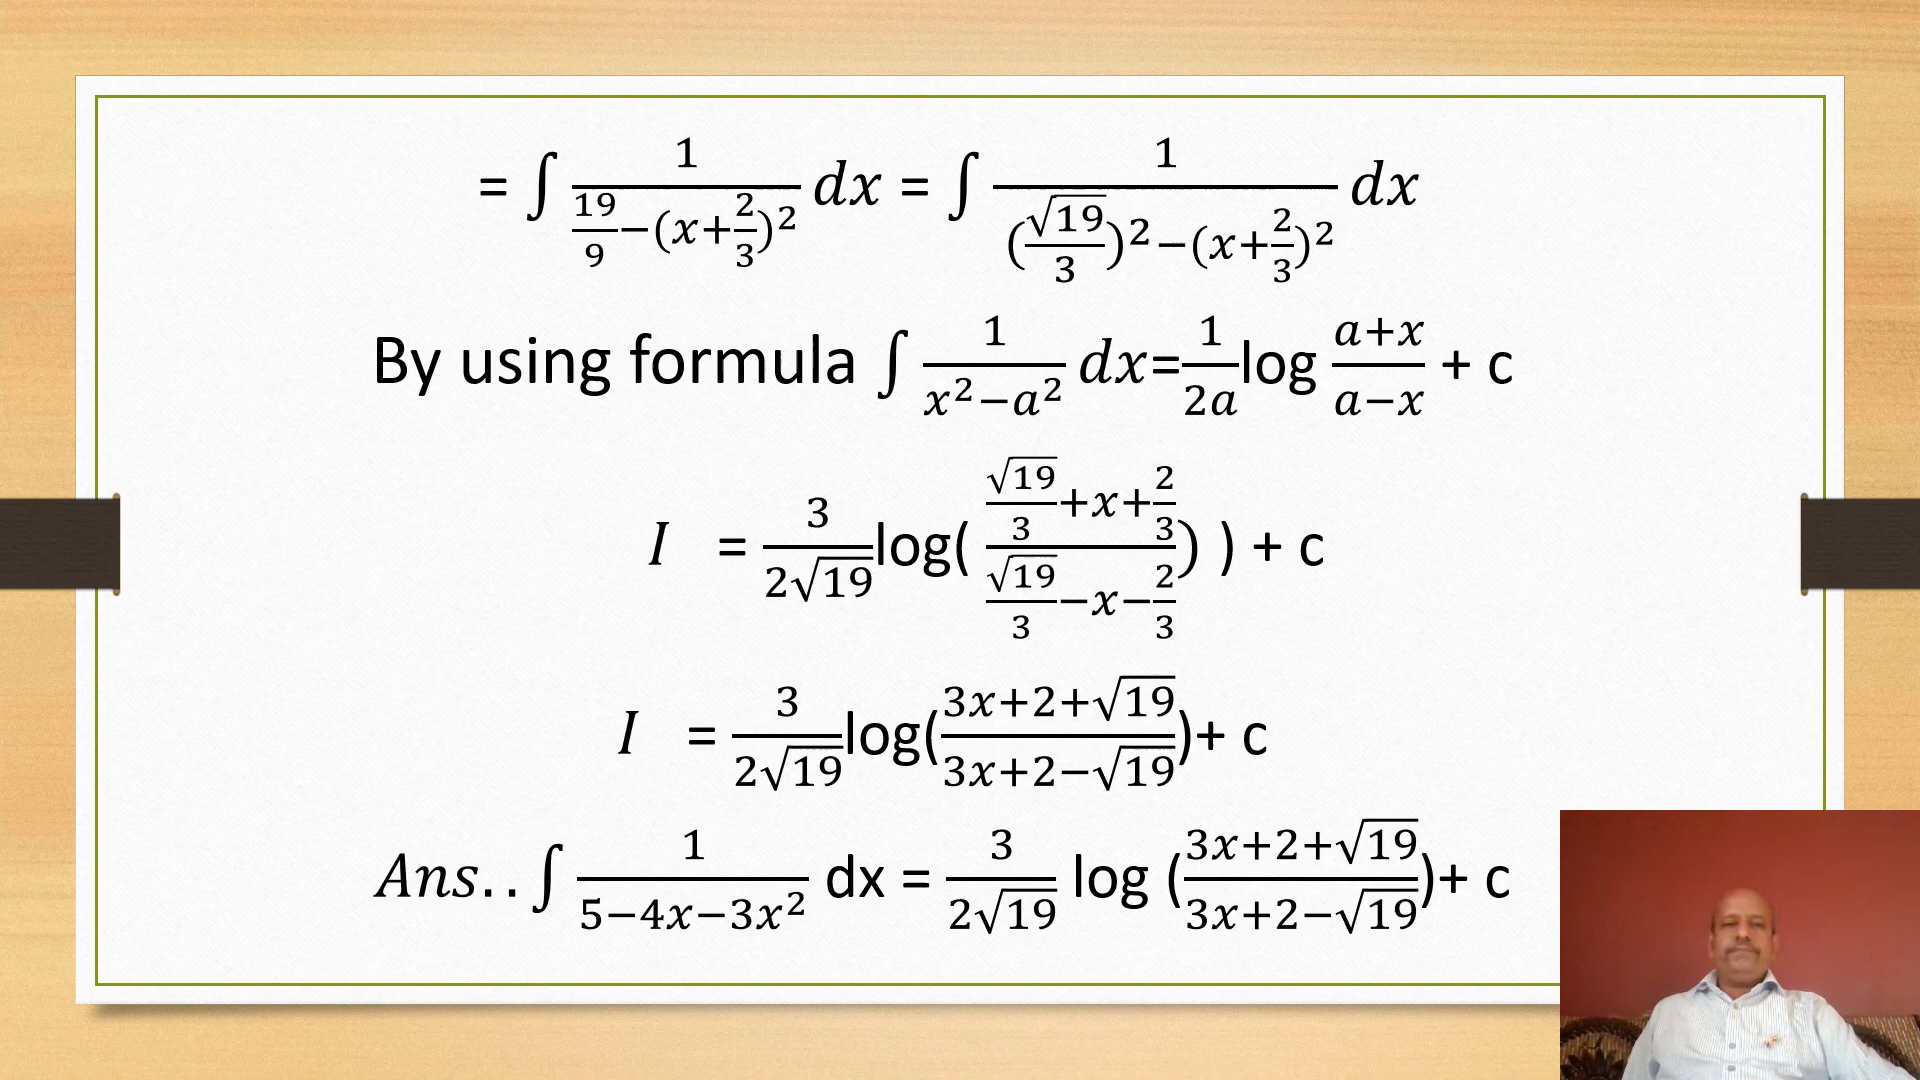 = ∫ 1/(19/9−(x+2/3)²) dx = ∫ 1/((√19/3)²−(x+2/3)²) dx
By using formula ∫ 1/(x²−a²) dx=1/(2a)log (a+x)/(a−x) + c
I = 3/(2√19)log( (√19/3+x+2/3)/(√19/3−x−2/3)) ) + c
I = 3/(2√19)log((3x+2+√19)/(3x+2−√19))+ c
Ans.. ∫ 1/(5−4x−3x²) dx = 3/(2√19) log ((3x+2+√19)/(3x+2−√19))+ c